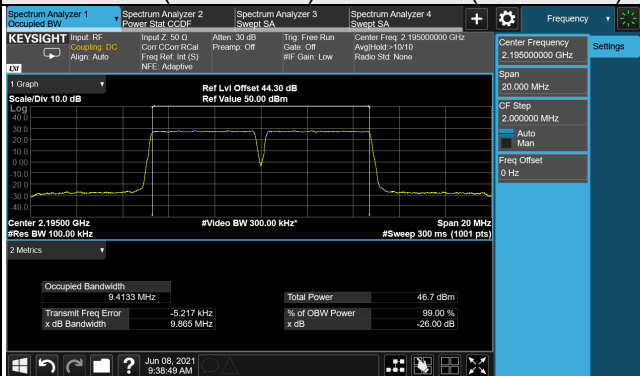 Spectrum Analyzer 1
Occupied BW
Spectrum Analyzer 2
Power Stat CCDF
Spectrum Analyzer 3
Swept SA
Spectrum Analyzer 4
Swept SA
Frequency
KEYSIGHT
LXI
Input: RF
Coupling: DC
Align: Auto
Input Z: 50 Ω
Corr CCorr RCal
Freq Ref: Int (S)
NFE: Adaptive
Atten: 30 dB
Preamp: Off
Trig: Free Run
Gate: Off
#IF Gain: Low
Center Freq: 2.195000000 GHz
Avg|Hold:>10/10
Radio Std: None
Center Frequency
2.195000000 GHz
Settings
Span
20.000 MHz
CF Step
2.000000 MHz
Auto
Man
Freq Offset
0 Hz
1 Graph
Scale/Div 10.0 dB
Ref Lvl Offset 44.30 dB
Ref Value 50.00 dBm
Log
40.0
30.0
20.0
10.0
0.00
-10.0
-20.0
-30.0
-40.0
Center 2.19500 GHz
#Res BW 100.00 kHz
#Video BW 300.00 kHz*
Span 20 MHz
#Sweep 300 ms (1001 pts)
2 Metrics
Occupied Bandwidth
9.4133 MHz
Total Power 46.7 dBm
Transmit Freq Error -5.217 kHz
% of OBW Power 99.00 %
x dB Bandwidth 9.865 MHz
x dB -26.00 dB
Jun 08, 2021
9:38:49 AM